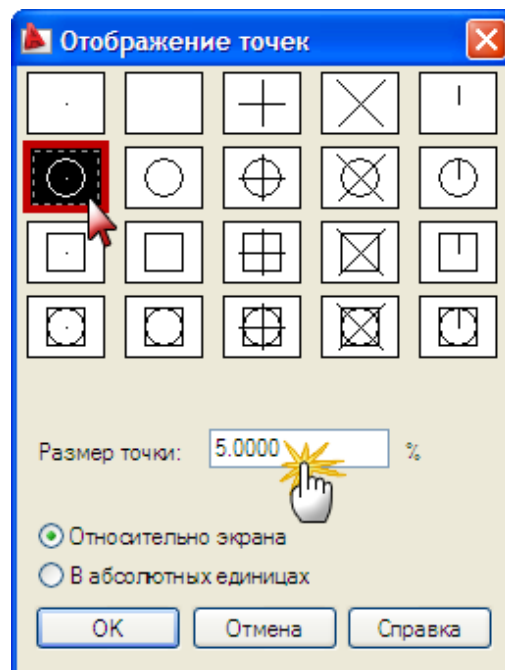 Отображение точек
Размер точки: 5.0000 %
Относительно экрана
В абсолютных единицах
OK Отмена Справка